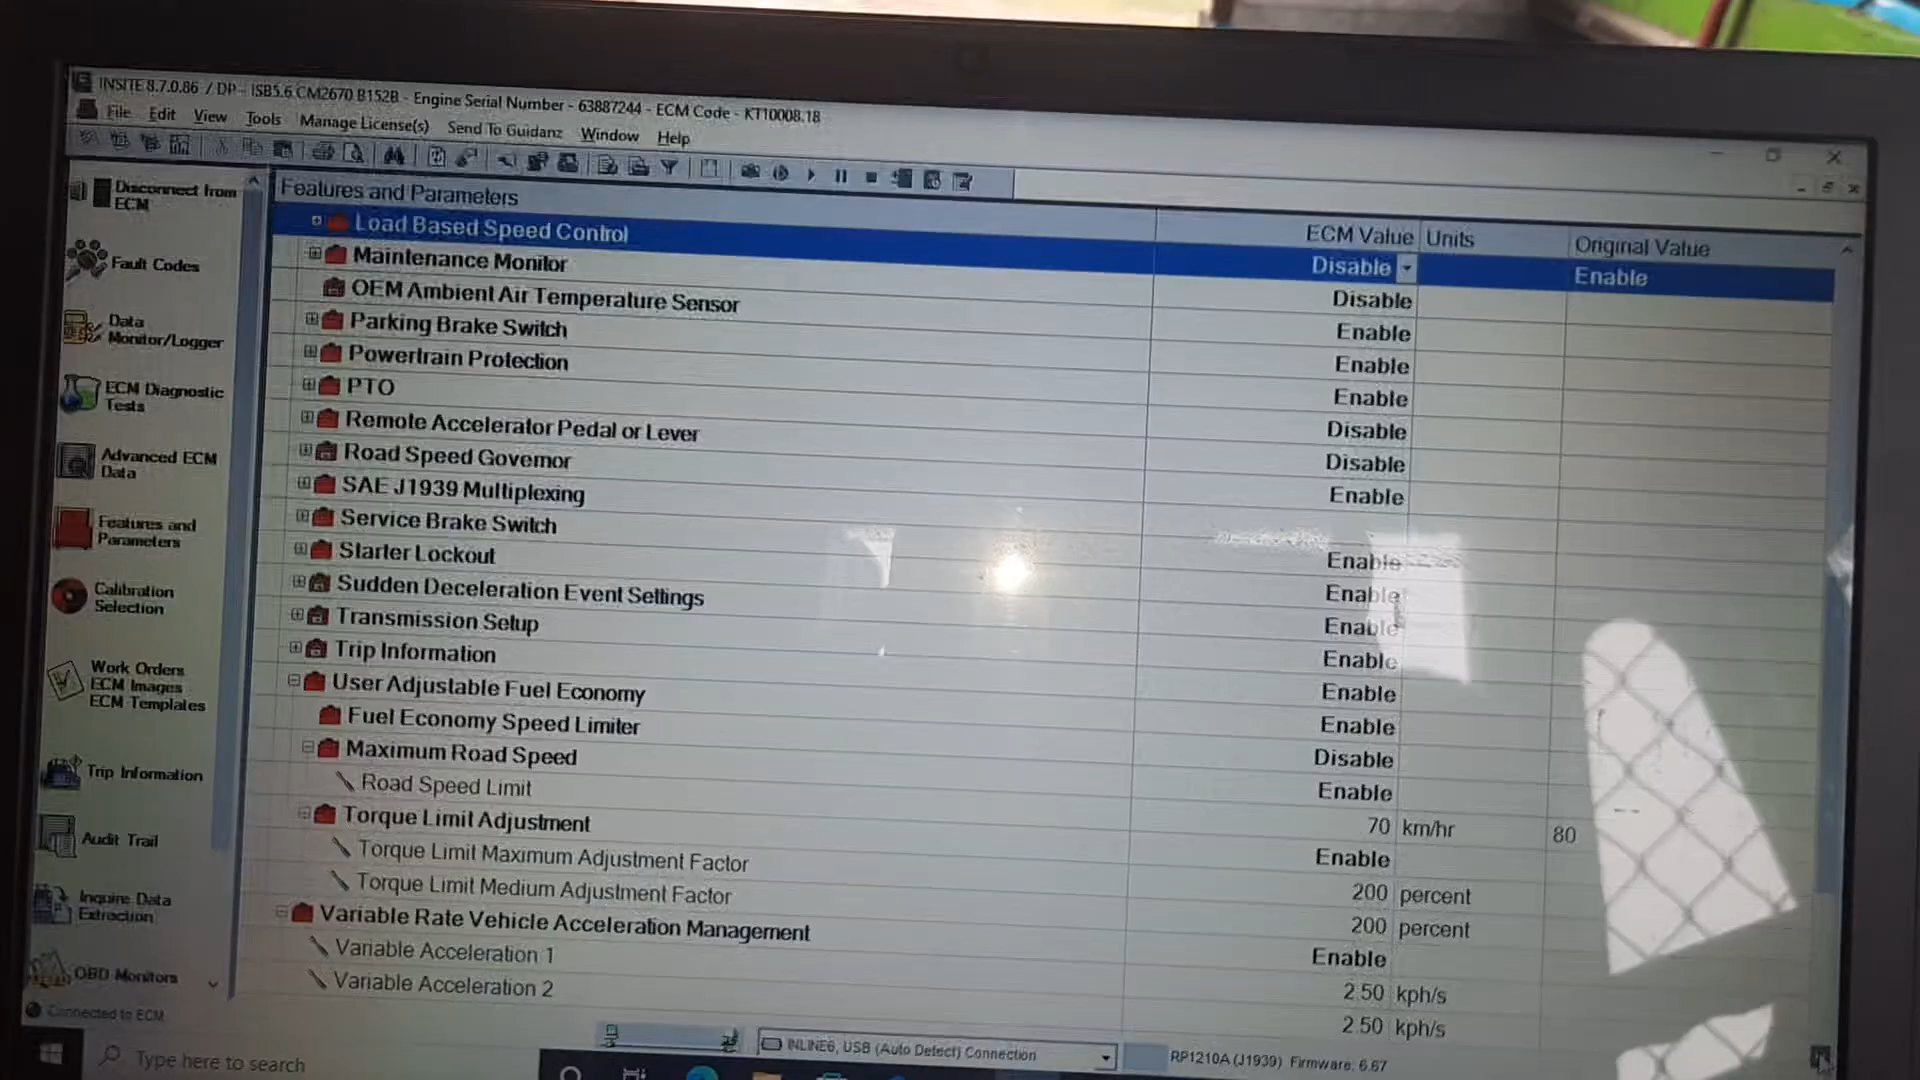 INSITE 8.7.0.86 / DP - ISB5.6 CM2670 B152B - Engine Serial Number - 63887244 - ECM Code - KT10008.18
File Edit View Tools Manage License(s) Send To Guidanz Window Help
Disconnect from
ECM
Fault Codes
Data
Monitor/Logger
ECM Diagnostic
Tests
Advanced ECM
Data
Features and
Parameters
Calibration
Selection
Work Orders
ECM Images
ECM Templates
Trip Information
Audit Trail
Inquire Data
Extraction
OBD Monitors
Connected to ECM
Features and Parameters ECM Value Units Original Value
Load Based Speed Control Disable Enable
Maintenance Monitor Disable
OEM Ambient Air Temperature Sensor Enable
Parking Brake Switch Enable
Powertrain Protection Enable
PTO Disable
Remote Accelerator Pedal or Lever Disable
Road Speed Governor Enable
SAE J1939 Multiplexing
Service Brake Switch Enable
Starter Lockout Enable
Sudden Deceleration Event Settings Enable
Transmission Setup Enable
Trip Information Enable
User Adjustable Fuel Economy Enable
Fuel Economy Speed Limiter Disable
Maximum Road Speed Enable
Road Speed Limit 70 km/hr 80
Torque Limit Adjustment Enable
Torque Limit Maximum Adjustment Factor 200 percent
Torque Limit Medium Adjustment Factor 200 percent
Variable Rate Vehicle Acceleration Management Enable
Variable Acceleration 1 2.50 kph/s
Variable Acceleration 2 2.50 kph/s
INLINE6, USB (Auto Detect) Connection
RP1210A (J1939) Firmware: 6.67
Type here to search